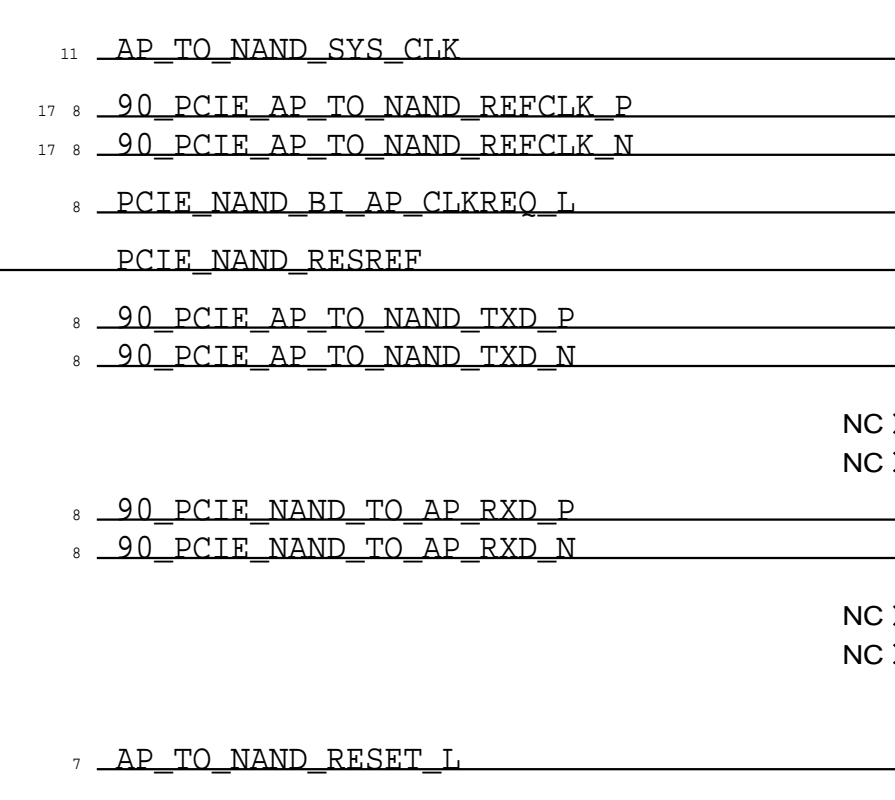 11 AP_TO_NAND_SYS_CLK
17 8 90_PCIE_AP_TO_NAND_REFCLK_P
17 8 90_PCIE_AP_TO_NAND_REFCLK_N
8 PCIE_NAND_BI_AP_CLKREQ_L
PCIE_NAND_RESREF
8 90_PCIE_AP_TO_NAND_TXD_P
8 90_PCIE_AP_TO_NAND_TXD_N
NC
NC
8 90_PCIE_NAND_TO_AP_RXD_P
8 90_PCIE_NAND_TO_AP_RXD_N
NC
NC
7 AP_TO_NAND_RESET_L